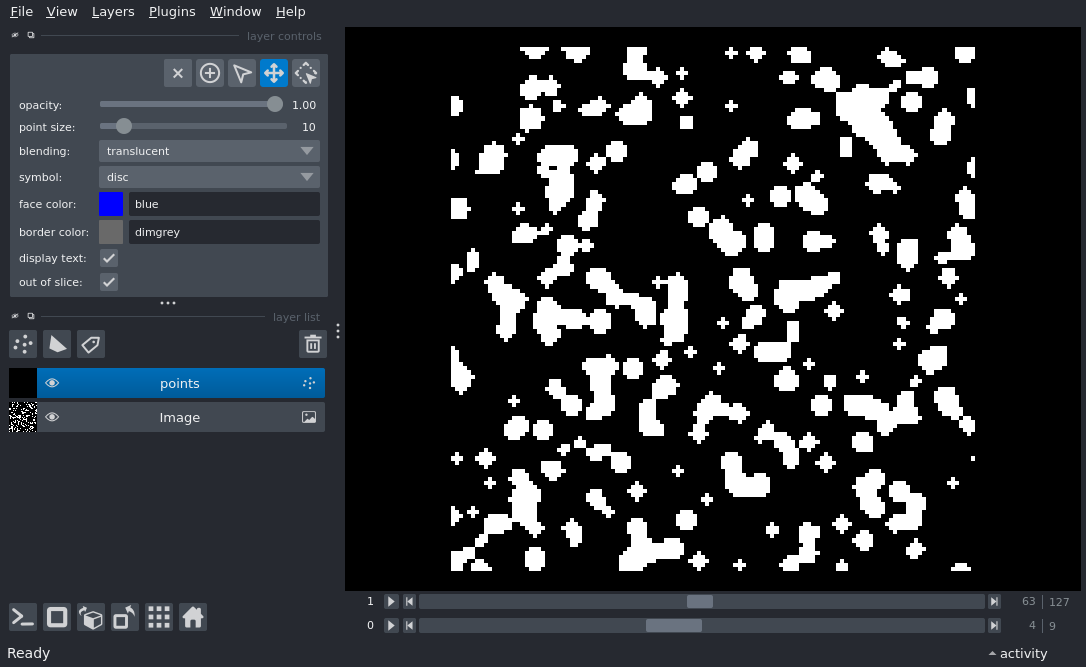 File View Layers Plugins Window Help
layer controls
opacity: 1.00
point size: 10
blending: translucent
symbol: disc
face color: blue
border color: dimgrey
display text:
out of slice:
layer list
points
Image
1 63 127
0 4 9
Ready activity